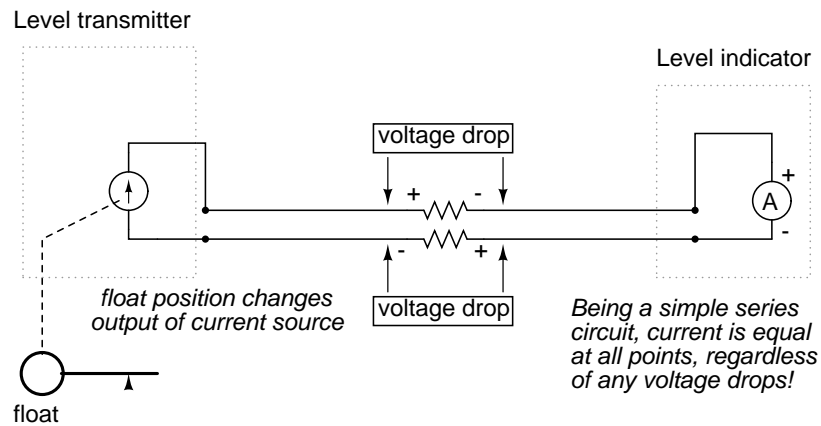 Level transmitter
Level indicator
voltage drop
+ -
+
A
-
- +
voltage drop
float position changes
output of current source
Being a simple series
circuit, current is equal
at all points, regardless
of any voltage drops!
float